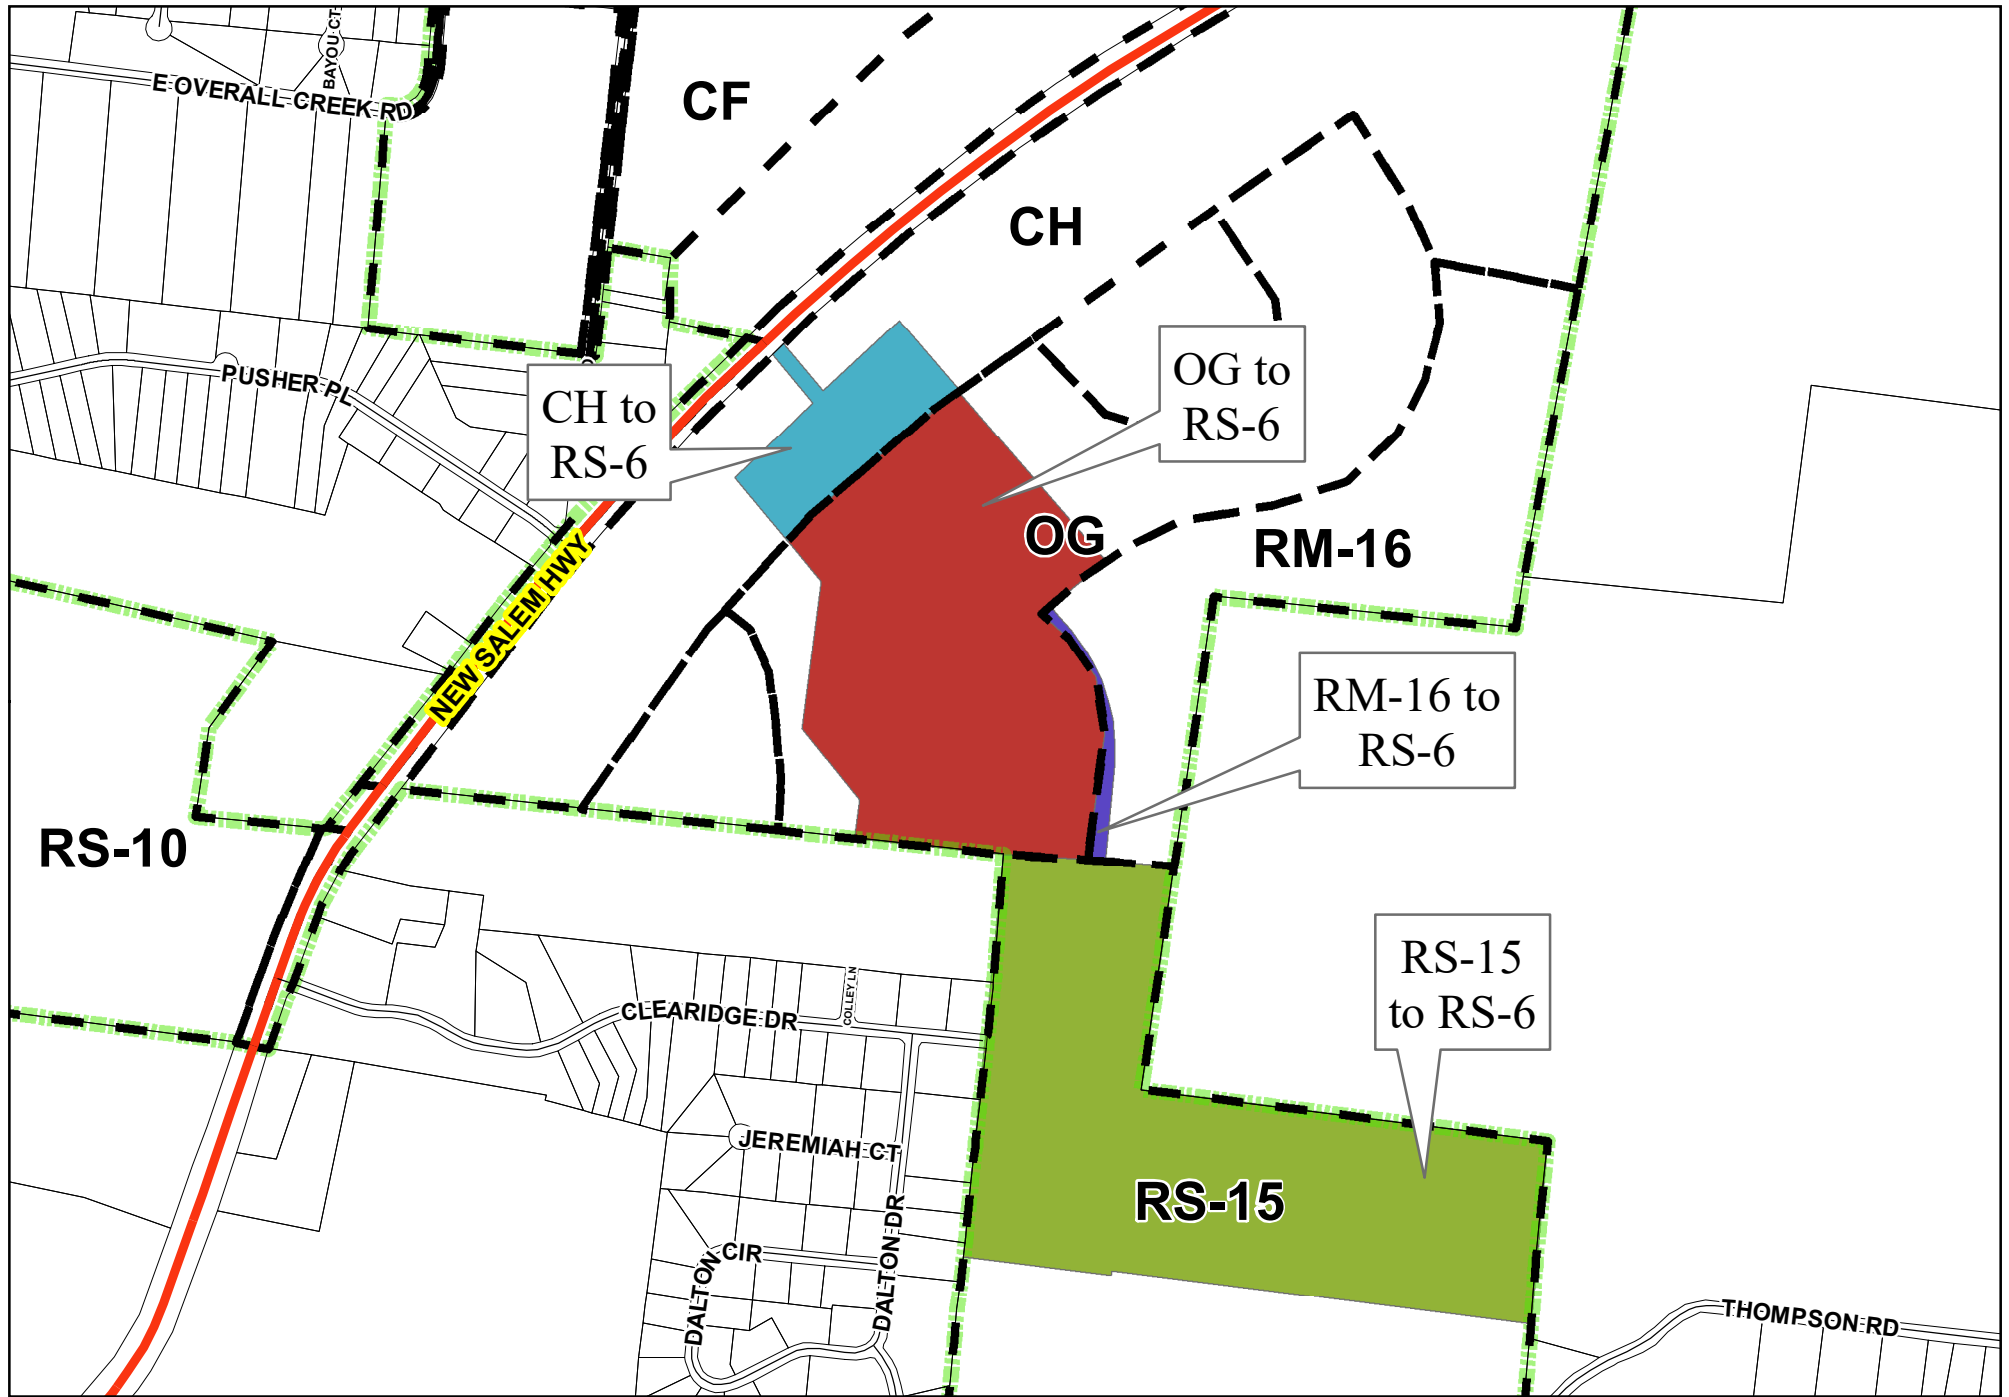 BAYOU CT
E OVERALL CREEK RD
CF
CH
PUSHER PL
CH to
RS-6
OG to
RS-6
OG
RM-16
NEW SALEM HWY
RM-16 to
RS-6
RS-10
RS-15
to RS-6
COLLEY LN
CLEARIDGE DR
JEREMIAH CT
RS-15
DALTON DR
DALTON CIR
THOMPSON RD